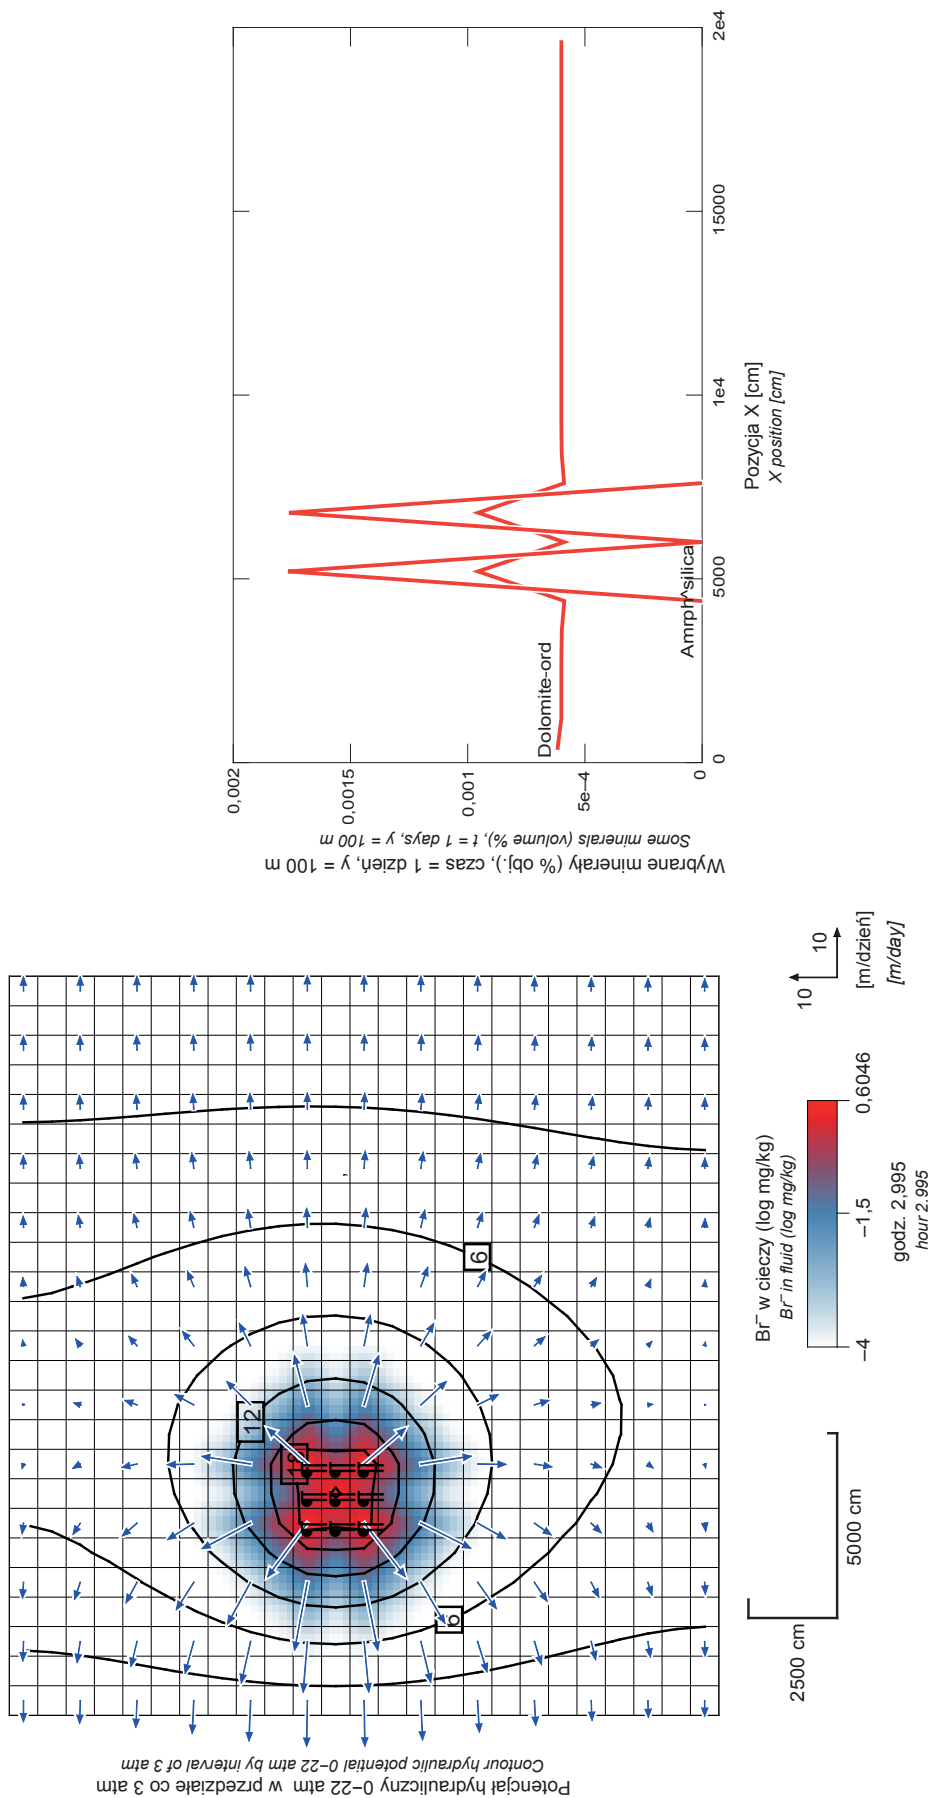 0,002
0,0015
0,001
5e−4
0
Wybrane minerały (% obj.), czas = 1 dzień, y = 100 m
Some minerals (volume %), t = 1 days, y = 100 m
Dolomite-ord
Amrph^silica
0
5000
1e4
15000
2e4
Pozycja X [cm]
X position [cm]
Potencjał hydrauliczny 0−22 atm w przedziałe co 3 atm
Contour hydraulic potential 0−22 atm by interval of 3 atm
12
18
6
6
2500 cm
5000 cm
Br⁻ w cieczy (log mg/kg)
Br⁻ in fluid (log mg/kg)
−4
−1,5
0,6046
godz. 2,995
hour 2.995
10
10
[m/dzień]
[m/day]